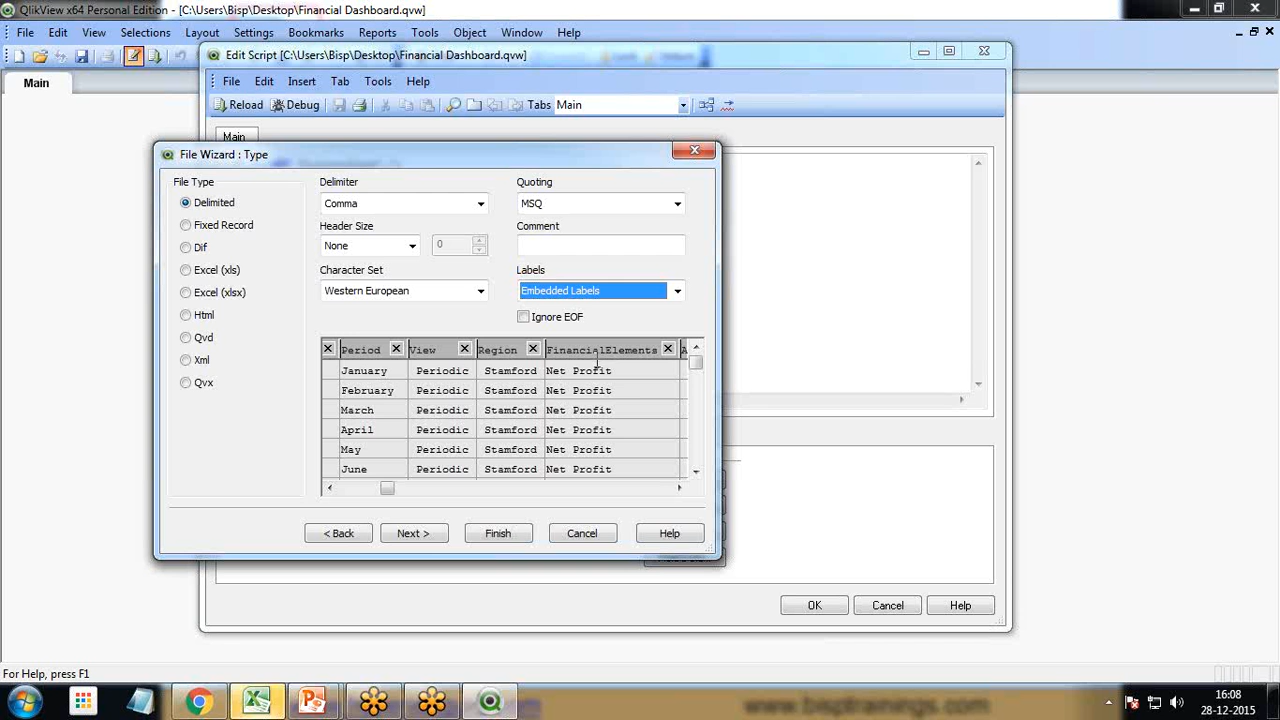 QlikView x64 Personal Edition - [C:\Users\Bisp\Desktop\Financial Dashboard.qvw]
File Edit View Selections Layout Settings Bookmarks Reports Tools Object Window Help
Main
Edit Script [C:\Users\Bisp\Desktop\Financial Dashboard.qvw]
File Edit Insert Tab Tools Help
Reload Debug Tabs Main
Main
File Wizard : Type
File Type
Delimited
Fixed Record
Dif
Excel (xls)
Excel (xlsx)
Html
Qvd
Xml
Qvx
Delimiter Quoting
Comma MSQ
Header Size Comment
None 0
Character Set Labels
Western European Embedded Labels
Ignore EOF
Period View Region FinancialElements
January Periodic Stamford Net Profit
February Periodic Stamford Net Profit
March Periodic Stamford Net Profit
April Periodic Stamford Net Profit
May Periodic Stamford Net Profit
June Periodic Stamford Net Profit
< Back Next > Finish Cancel Help
OK Cancel Help
For Help, press F1
www.bisptrainings.com
16:08
28-12-2015